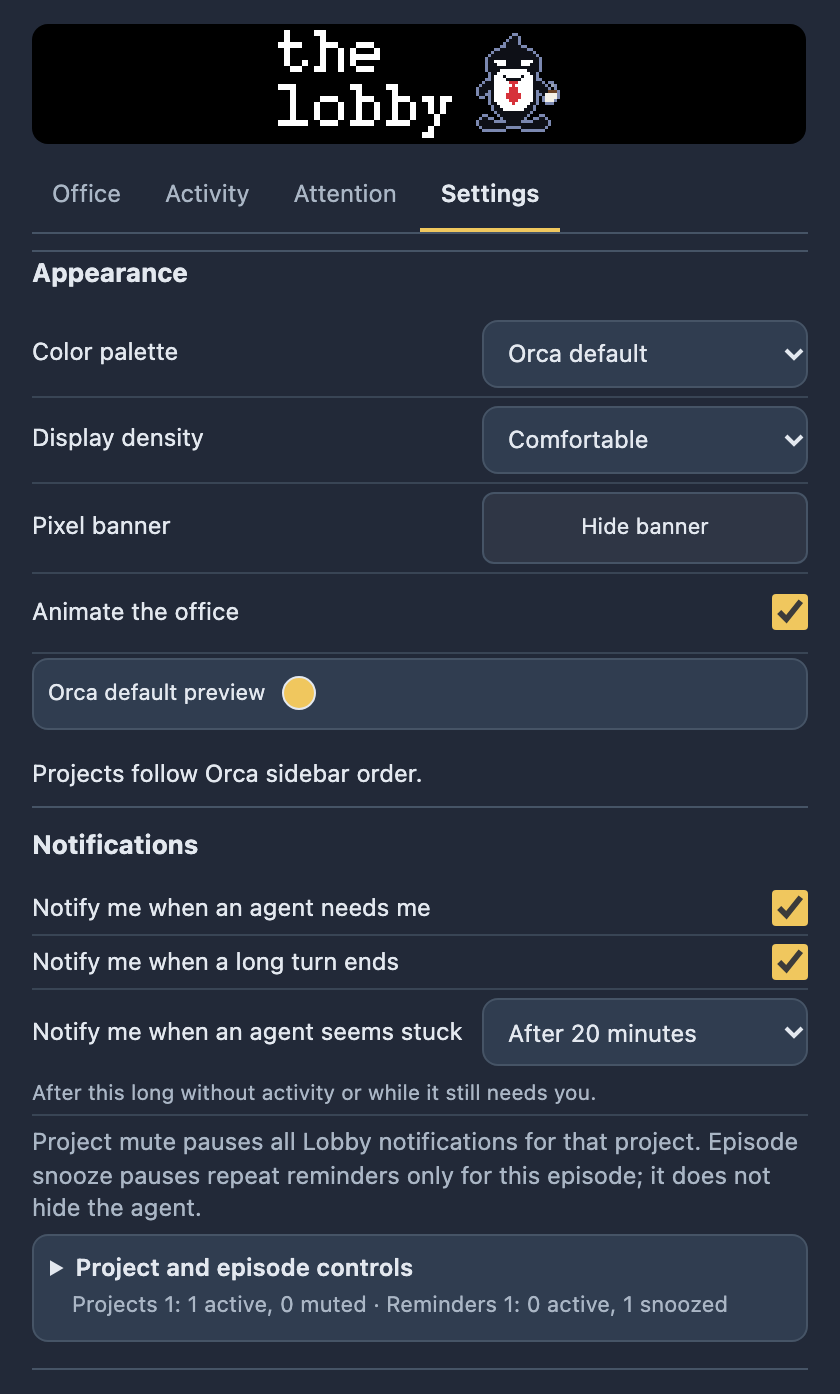 the
lobby
Office
Activity
Attention
Settings
Appearance
Color palette
Orca default
Display density
Comfortable
Pixel banner
Hide banner
Animate the office
Orca default preview
Projects follow Orca sidebar order.
Notifications
Notify me when an agent needs me
Notify me when a long turn ends
Notify me when an agent seems stuck
After 20 minutes
After this long without activity or while it still needs you.
Project mute pauses all Lobby notifications for that project. Episode
snooze pauses repeat reminders only for this episode; it does not
hide the agent.
Project and episode controls
Projects 1: 1 active, 0 muted · Reminders 1: 0 active, 1 snoozed